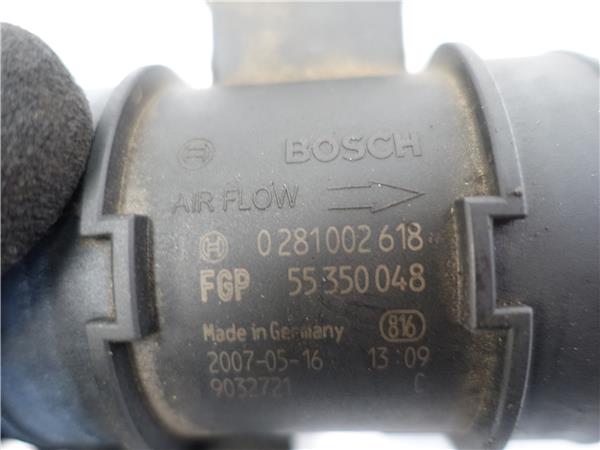 BOSCH
AIR FLOW
0 281 002 618
FGP 55 350 048
Made in Germany 816
2007-05-16 13:09
9032721 C